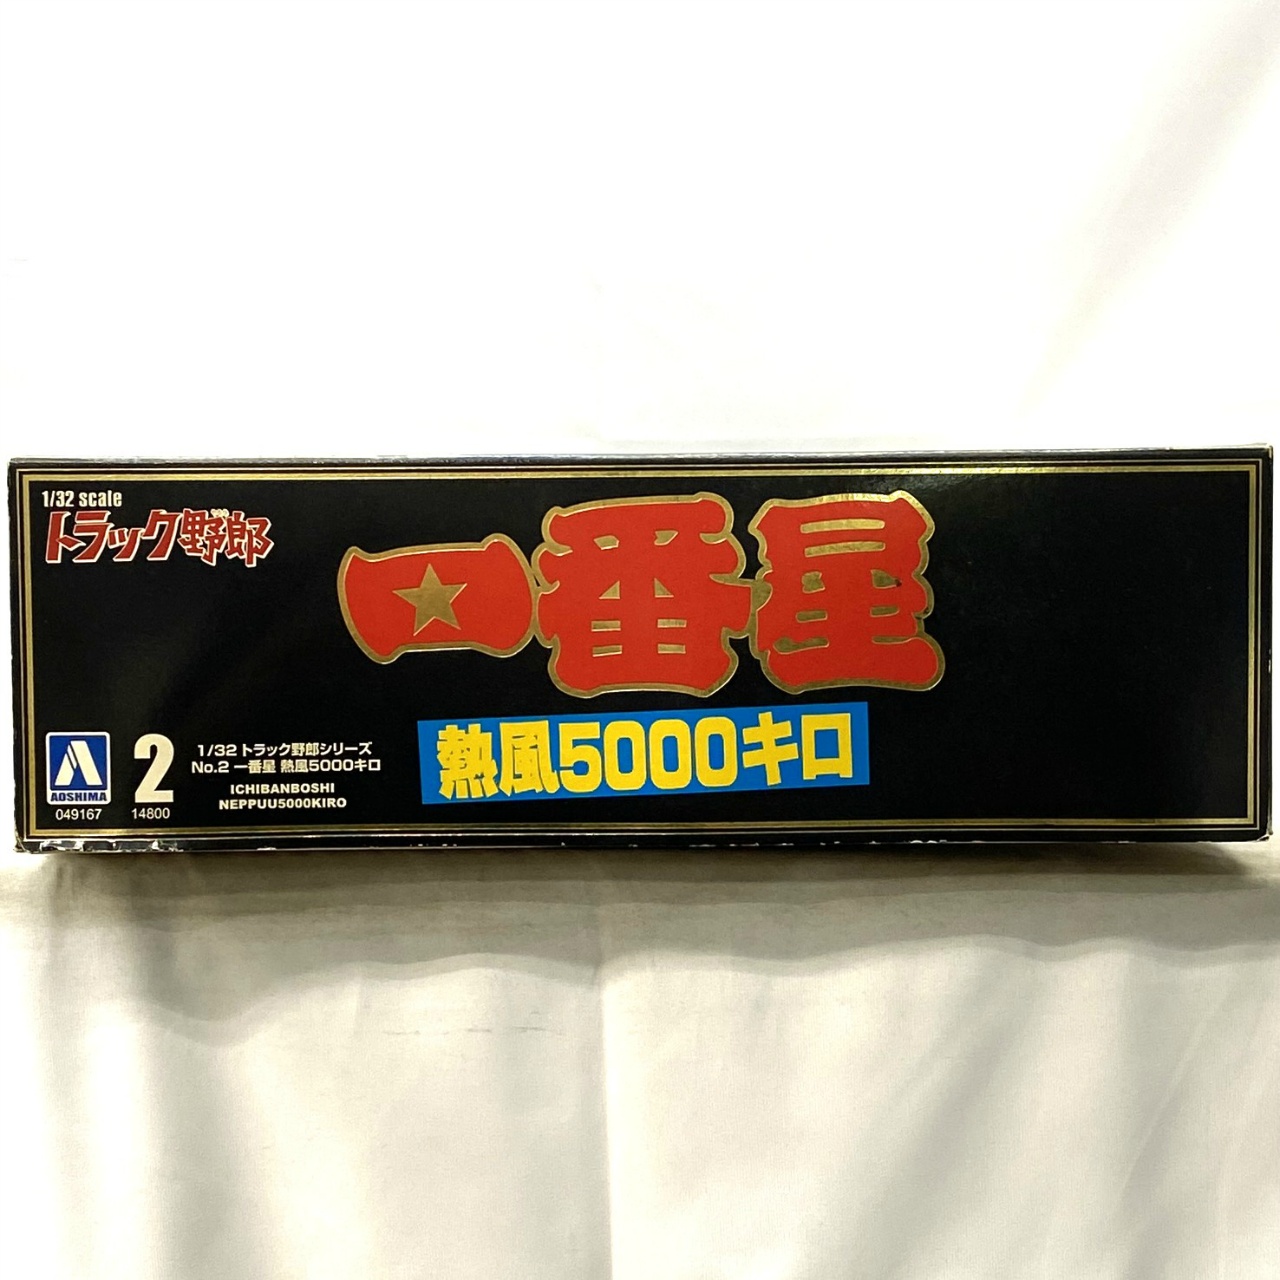 1/32 scale
トラック野郎
一番星
熱風5000キロ
AOSHIMA
049167
2
14800
1/32 トラック野郎シリーズ
No.2 一番星 熱風5000キロ
ICHIBANBOSHI
NEPPUU5000KIRO